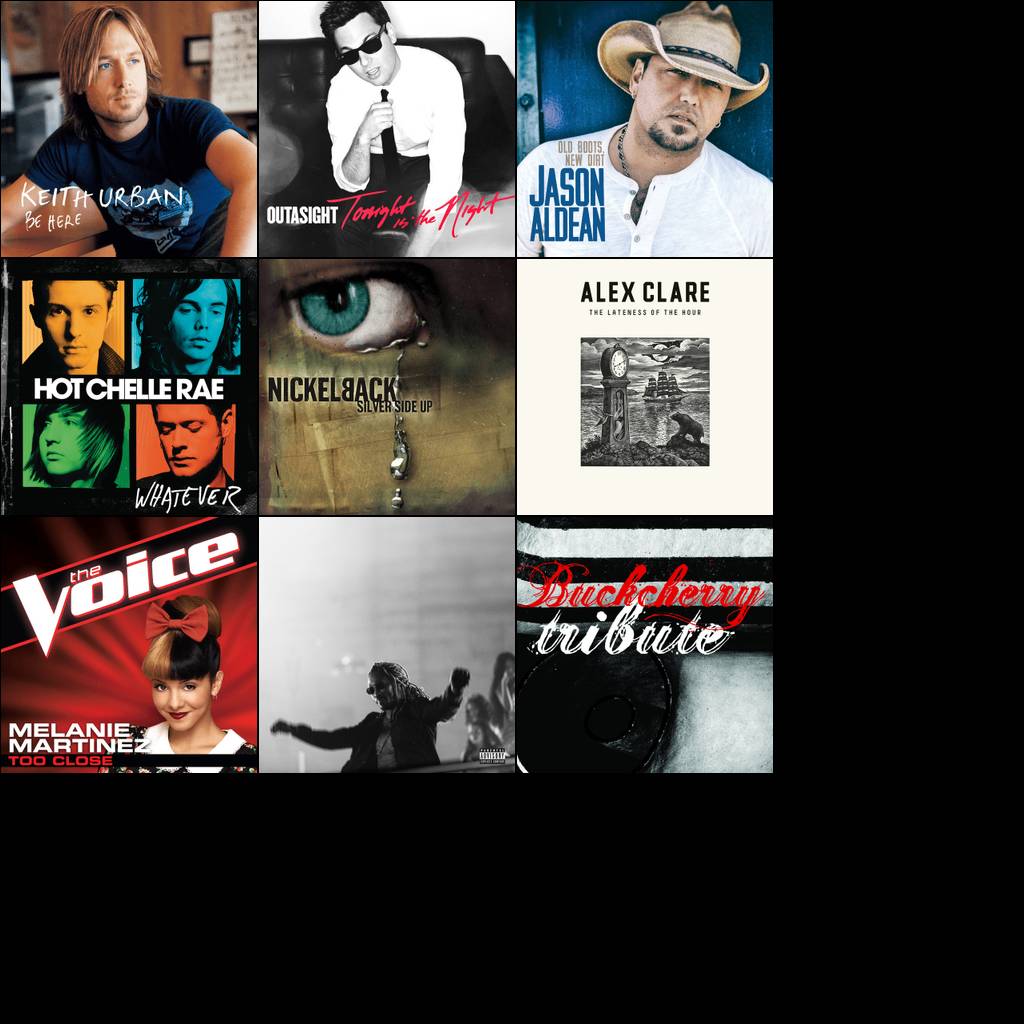 KEITH URBAN
BE HERE
OUTASIGHT Tonight is the Night
OLD BOOTS,
NEW DIRT
JASON
ALDEAN
HOT CHELLE RAE
WHATEVER
NICKELBACK
SILVER SIDE UP
ALEX CLARE
THE LATENESS OF THE HOUR
the
Voice
MELANIE
MARTINEZ
TOO CLOSE
PARENTAL
ADVISORY
EXPLICIT CONTENT
Buckcherry
tribute